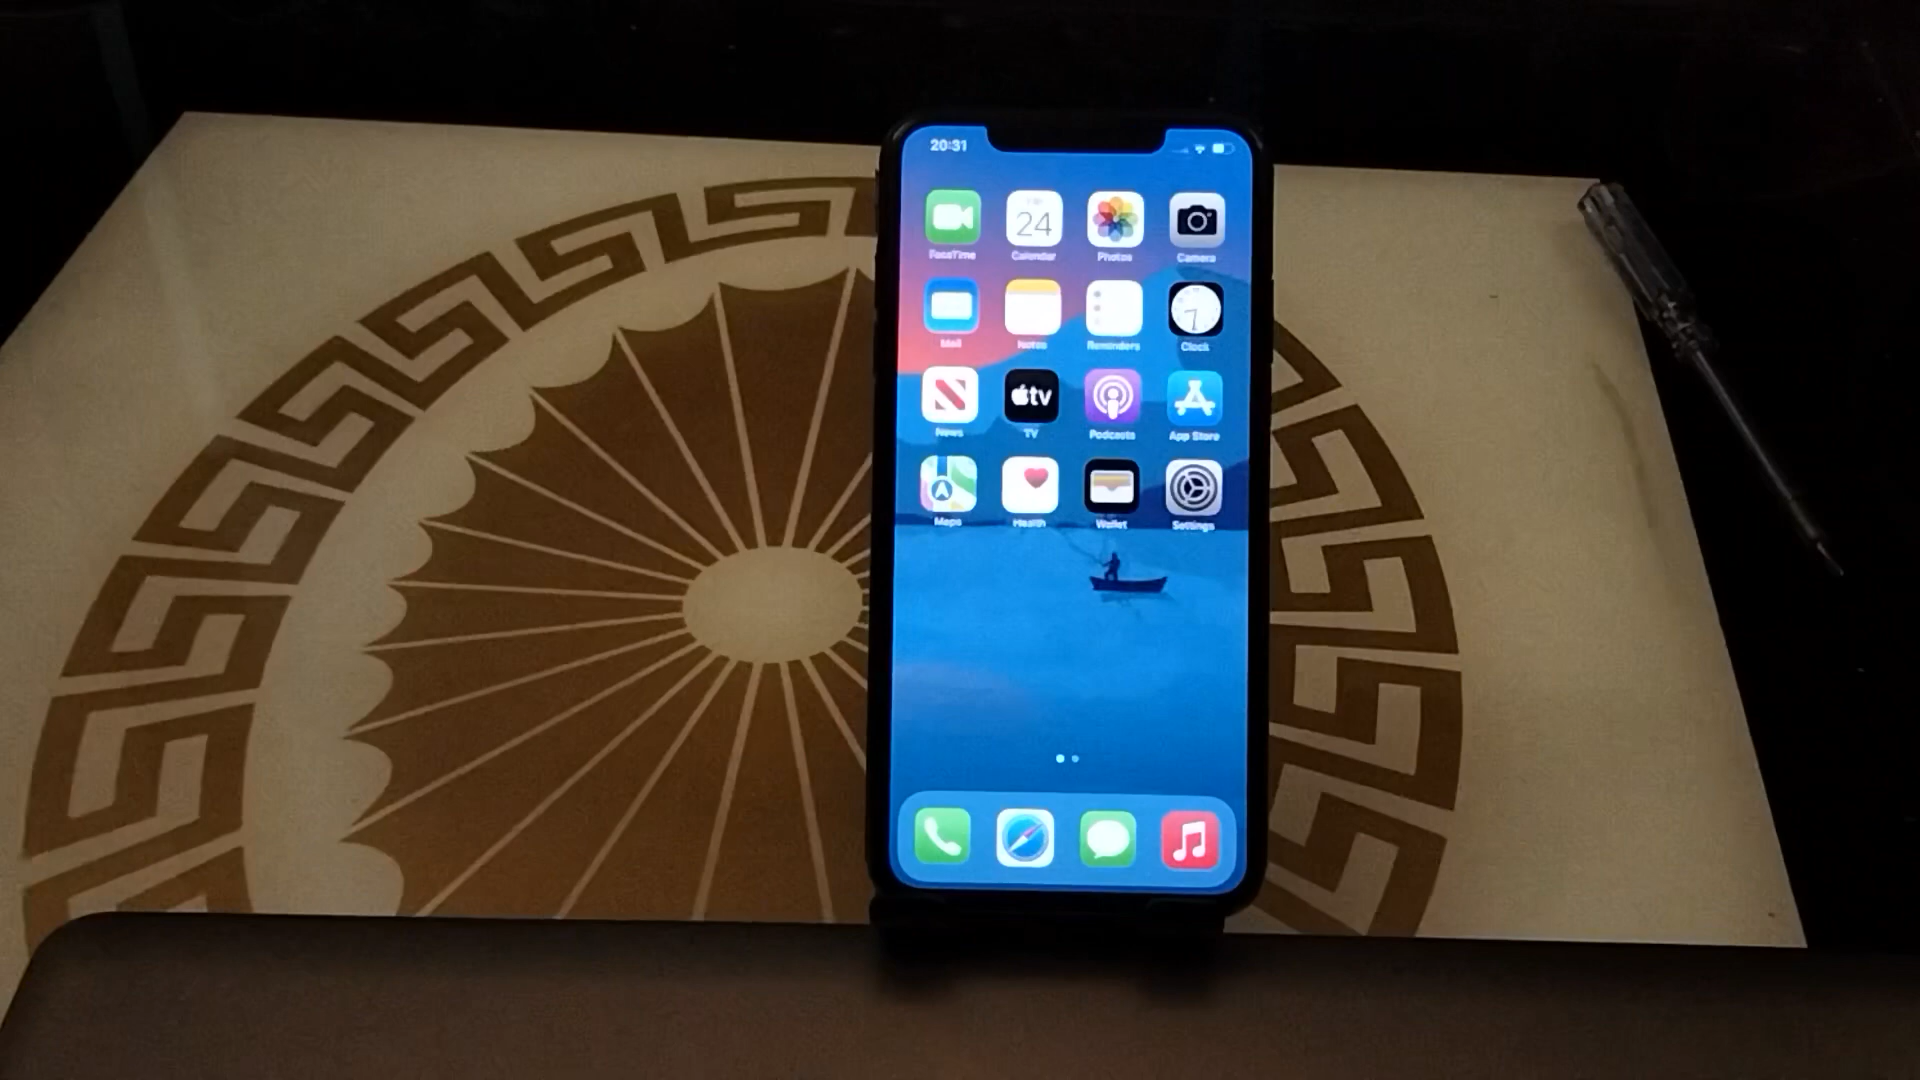 20:31
24
FaceTime
Calendar
Photos
Camera
Mail
Notes
Reminders
Clock
tv
News
TV
Podcasts
App Store
Maps
Health
Wallet
Settings